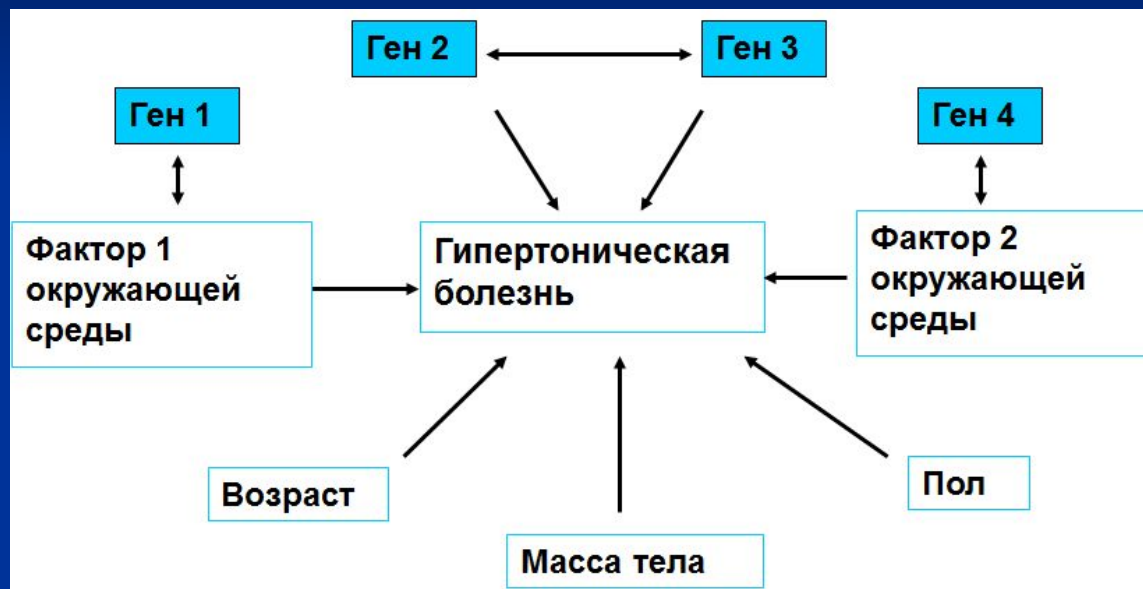 Ген 2
Ген 3
Ген 1
Ген 4
Фактор 1
окружающей
среды
Гипертоническая
болезнь
Фактор 2
окружающей
среды
Возраст
Пол
Масса тела